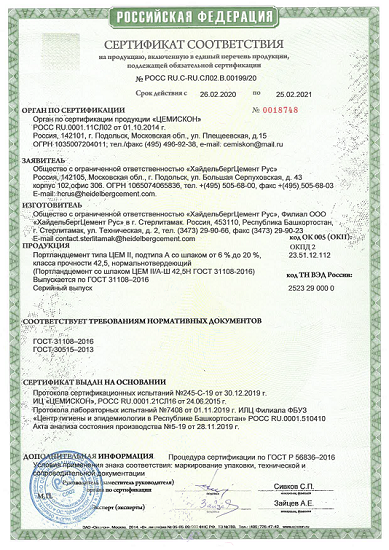 РОССИЙСКАЯ ФЕДЕРАЦИЯ
СЕРТИФИКАТ СООТВЕТСТВИЯ
на продукцию, включенную в единый перечень продукции,
подлежащей обязательной сертификации
№ РОСС RU.C-RU.СЛ02.В.00199/20
Срок действия с 26.02.2020 по 25.02.2021
№ 0018748
ОРГАН ПО СЕРТИФИКАЦИИ
Орган по сертификации продукции «ЦЕМИСКОН»
РОСС RU.0001.11СЛ02 от 01.10.2014 г.
Россия, 142101, г. Подольск, Московская обл., ул. Плещеевская, д.15
ОГРН 1035007204011; тел./факс (495) 496-92-38, e-mail: cemiskon@mail.ru
ЗАЯВИТЕЛЬ
Общество с ограниченной ответственностью «ХайдельбергЦемент Рус»
Россия, 142105, Московская обл., г. Подольск, ул. Большая Серпуховская, д. 43
корпус 102,офис 306. ОГРН 1065074065836, тел. +(495) 505-68-00, факс +(495) 505-68-03
E-mail: horus@heidelbergcement.com
ИЗГОТОВИТЕЛЬ
Общество с ограниченной ответственностью «ХайдельбергЦемент Рус», Филиал ООО
«ХайдельбергЦемент Рус» в г. Стерлитамак. Россия, 453110, Республика Башкортостан,
г. Стерлитамак, ул. Техническая, д. 2, тел. (3473) 29-90-66, факс (3473) 29-90-23
E-mail contact.sterlitamak@heidelbergcement.com
ПРОДУКЦИЯ
код ОК 005 (ОКП):
ОКПД 2
Портландцемент типа ЦЕМ II, подтипа А со шлаком от 6 % до 20 %,
23.51.12.112
класса прочности 42,5, нормальнотвердеющий
(Портландцемент со шлаком ЦЕМ II/А-Ш 42,5Н ГОСТ 31108-2016)
код ТН ВЭД России:
Выпускается по ГОСТ 31108-2016
Серийный выпуск
2523 29 000 0
СООТВЕТСТВУЕТ ТРЕБОВАНИЯМ НОРМАТИВНЫХ ДОКУМЕНТОВ
ГОСТ 31108–2016
ГОСТ 30515–2013
СЕРТИФИКАТ ВЫДАН НА ОСНОВАНИИ
Протокола сертификационных испытаний №245-С-19 от 30.12.2019 г.
ИЦ «ЦЕМИСКОН», РОСС RU.0001.21СЛ16 от 24.06.2015 г.
Протокола лабораторных испытаний №7408 от 01.11.2019 г. ИЛЦ Филиала ФБУЗ
«Центр гигиены и эпидемиологии в Республике Башкортостан» РОСС RU.0001.510410
Акта анализа состояния производства №5-19 от 28.11.2019 г.
ДОПОЛНИТЕЛЬНАЯ ИНФОРМАЦИЯ Процедура сертификации по ГОСТ Р 56836–2016
Условия применения знака соответствия: маркирование упаковки, технической и
сопроводительной документации
М.П.
Сивков С.П.
Эксперт (эксперты)
Зайцев А.Е.